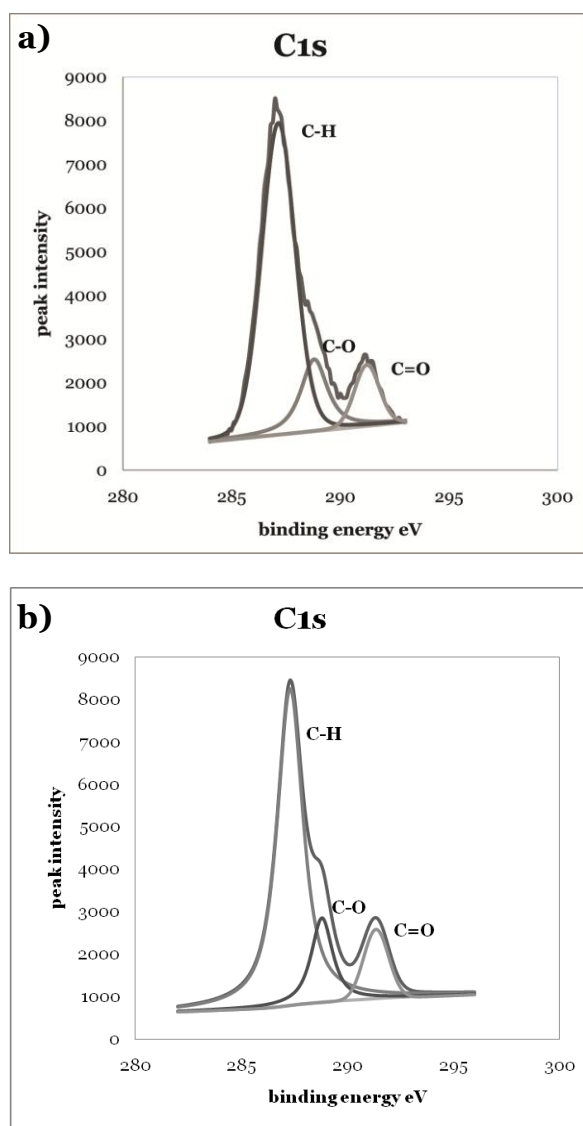 a)
C1s
9000
8000
7000
6000
5000
4000
3000
2000
1000
0
peak intensity
C-H
C-O
C=O
280 285 290 295 300
binding energy eV
b)
C1s
9000
8000
7000
6000
5000
4000
3000
2000
1000
0
peak intensity
C-H
C-O
C=O
280 285 290 295 300
binding energy eV